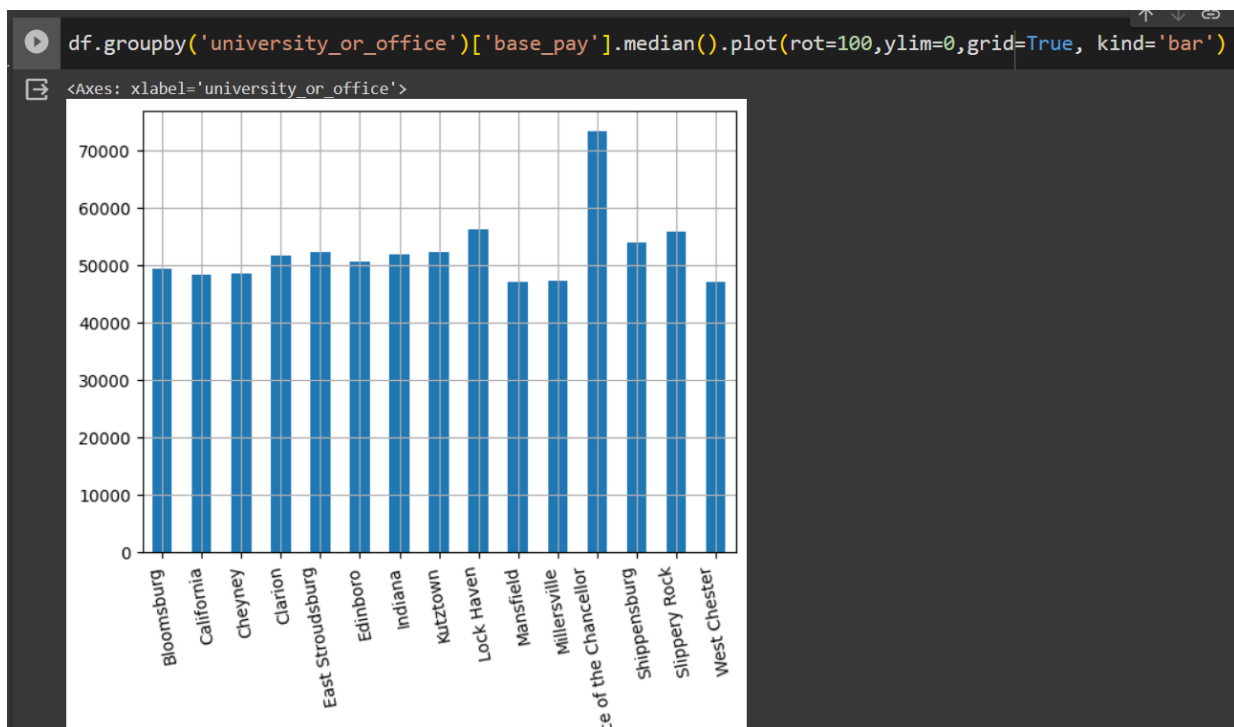 df.groupby('university_or_office')['base_pay'].median().plot(rot=100,ylim=0,grid=True, kind='bar')
<Axes: xlabel='university_or_office'>
70000
60000
50000
40000
30000
20000
10000
0
Bloomsburg
California
Cheyney
Clarion
East Stroudsburg
Edinboro
Indiana
Kutztown
Lock Haven
Mansfield
Millersville
ce of the Chancellor
Shippensburg
Slippery Rock
West Chester